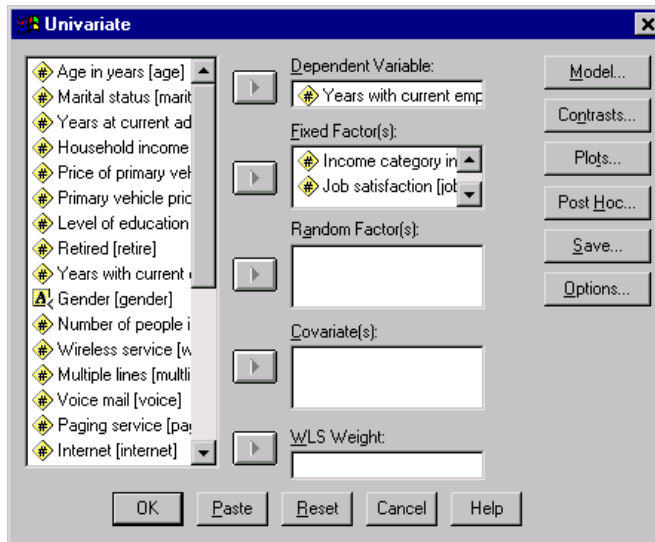 Univariate
Age in years [age]
Marital status [marit
Years at current ad
Household income
Price of primary veh
Primary vehicle pric
Level of education
Retired [retire]
Years with current
Gender [gender]
Number of people i
Wireless service [w
Multiple lines [multli
Voice mail [voice]
Paging service [pag
Internet [internet]
Dependent Variable:
Years with current emp
Fixed Factor(s):
Income category in
Job satisfaction [job
Random Factor(s):
Covariate(s):
WLS Weight:
Model...
Contrasts...
Plots...
Post Hoc...
Save...
Options...
OK
Paste
Reset
Cancel
Help